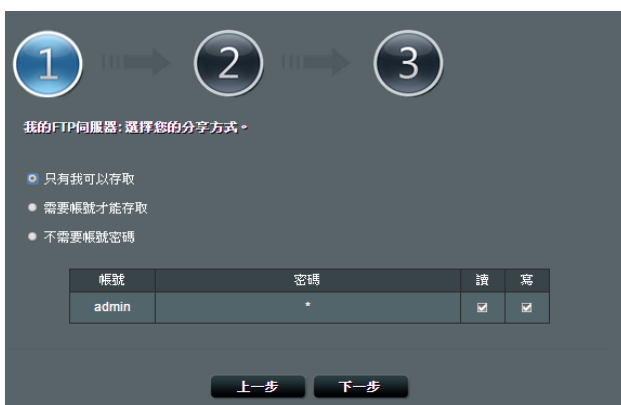 1 2 3
我的FTP伺服器: 選擇您的分享方式。
只有我可以存取
需要帳號才能存取
不需要帳號密碼
帳號 密碼 讀 寫
admin *
上一步 下一步